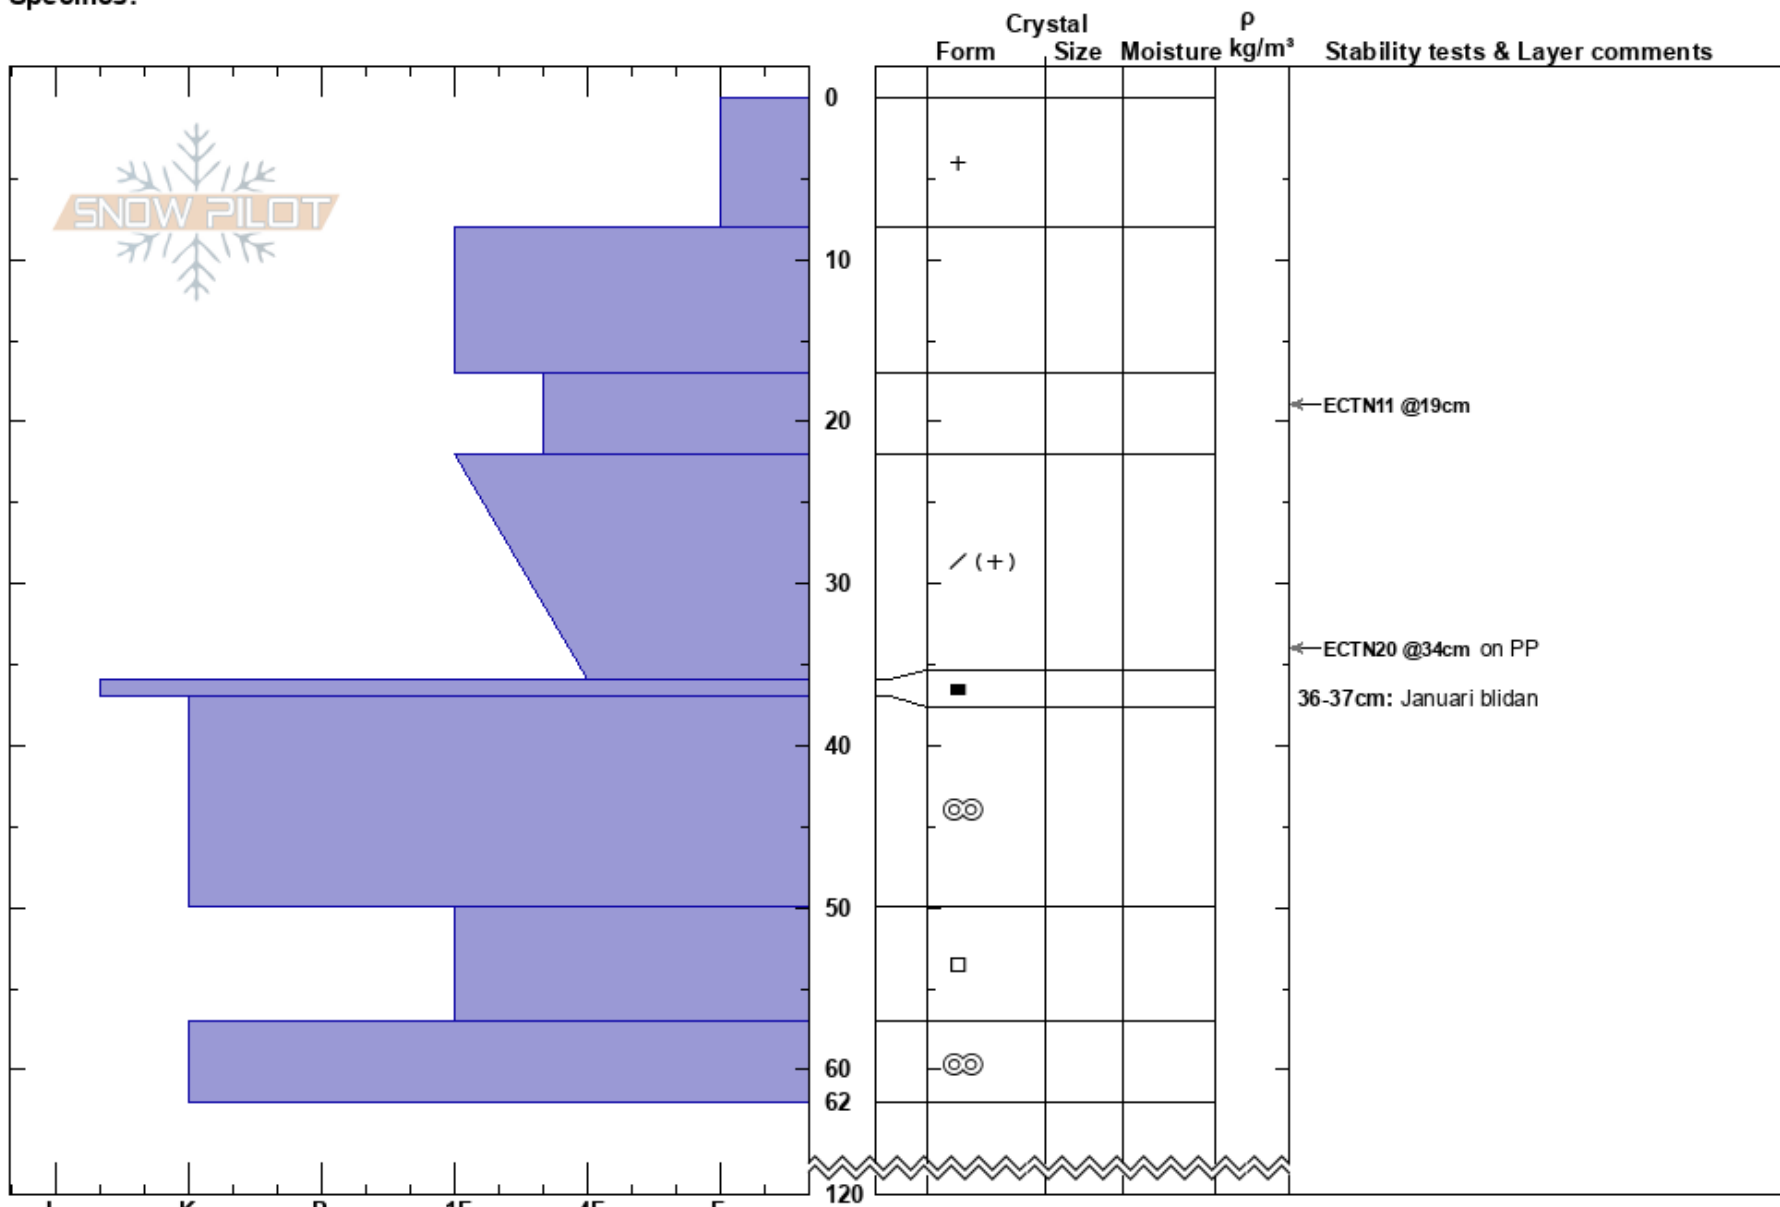 Crystal
ρ
Form
Size
Moisture
kg/m³
Stability tests & Layer comments
0
SNOW PILOT
+
10
ECTN11 @19cm
20
(+)
30
ECTN20 @34cm on PP
36-37cm: Januari blidan
40
50
60
62
120